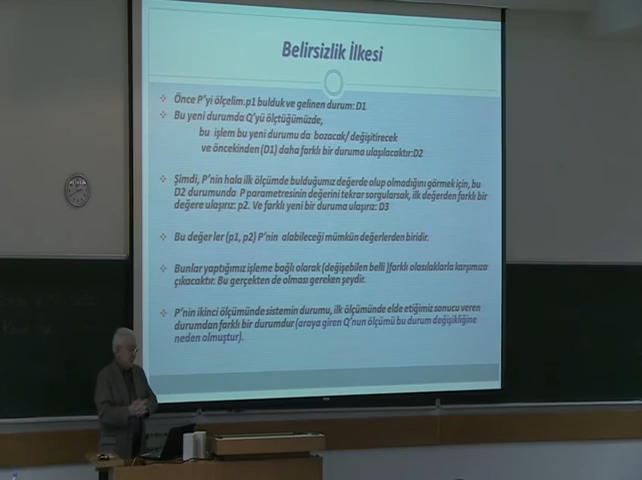 Belirsizlik İlkesi
Önce P'yi ölçelim.p1 bulduk ve gelinen durum: D1
Bu yeni durumda Q'yü ölçtüğümüzde,
bu işlem bu yeni durumu da bozacak/ değişitirecek
ve öncekinden (D1) daha farklı bir duruma ulaşılacaktır:D2
Şimdi, P'nin hala ilk ölçümde bulduğumuz değerde olup olmadığını görmek için, bu
D2 durumunda P parametresinin değerini tekrar sorgularsak, ilk değerden farklı bir
değere ulaşırız: p2. Ve farklı yeni bir duruma ulaşırız: D3
Bu değer ler (p1, p2) P'nin alabileceği mümkün değerlerden biridir.
Bunlar yaptığımız işleme bağlı olarak (değişebilen belli )farklı olasılaklarla karşımıza
çıkacaktır. Bu gerçekten de olması gereken şeydir.
P'nin ikinci ölçümünde sistemin durumu, ilk ölçümünde elde etiğimiz sonucu veren
durumdan farklı bir durumdur (araya giren Q'nun ölçümü bu durum değişikliğine
neden olmuştur).